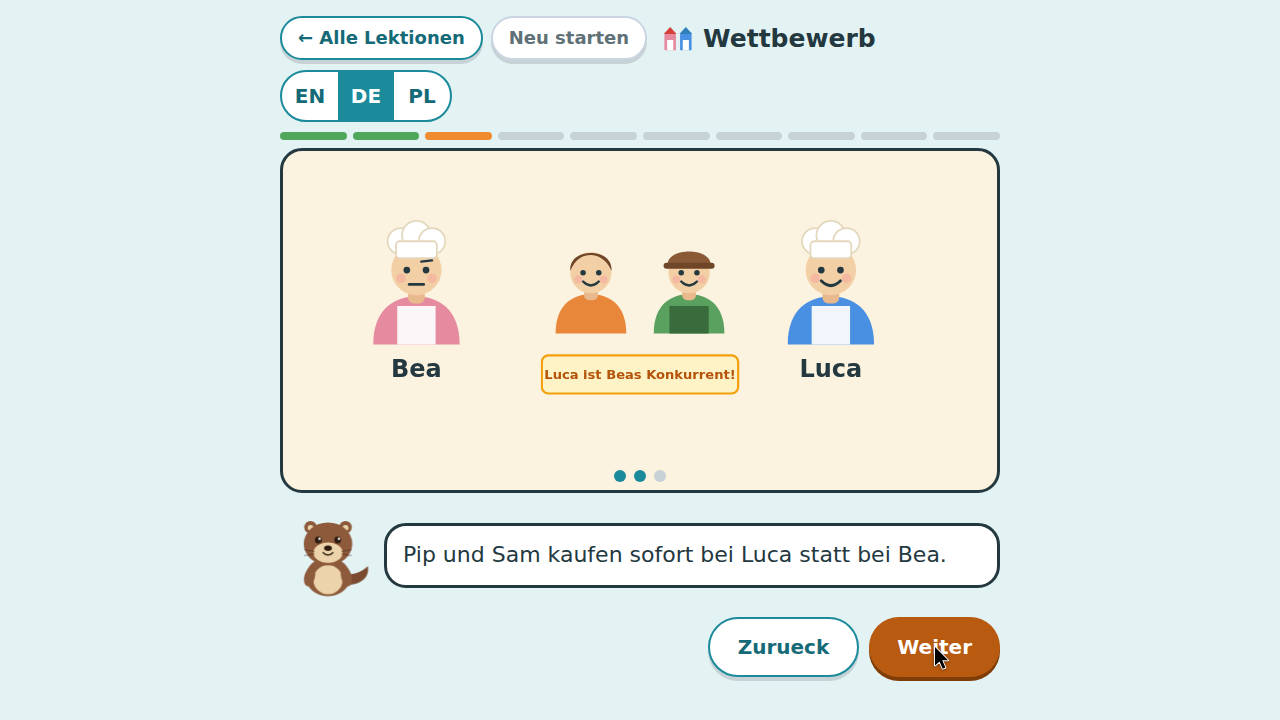 ← Alle Lektionen
Neu starten
Wettbewerb
EN DE PL
Bea
Luca ist Beas Konkurrent!
Luca
Pip und Sam kaufen sofort bei Luca statt bei Bea.
Zurueck
Weiter